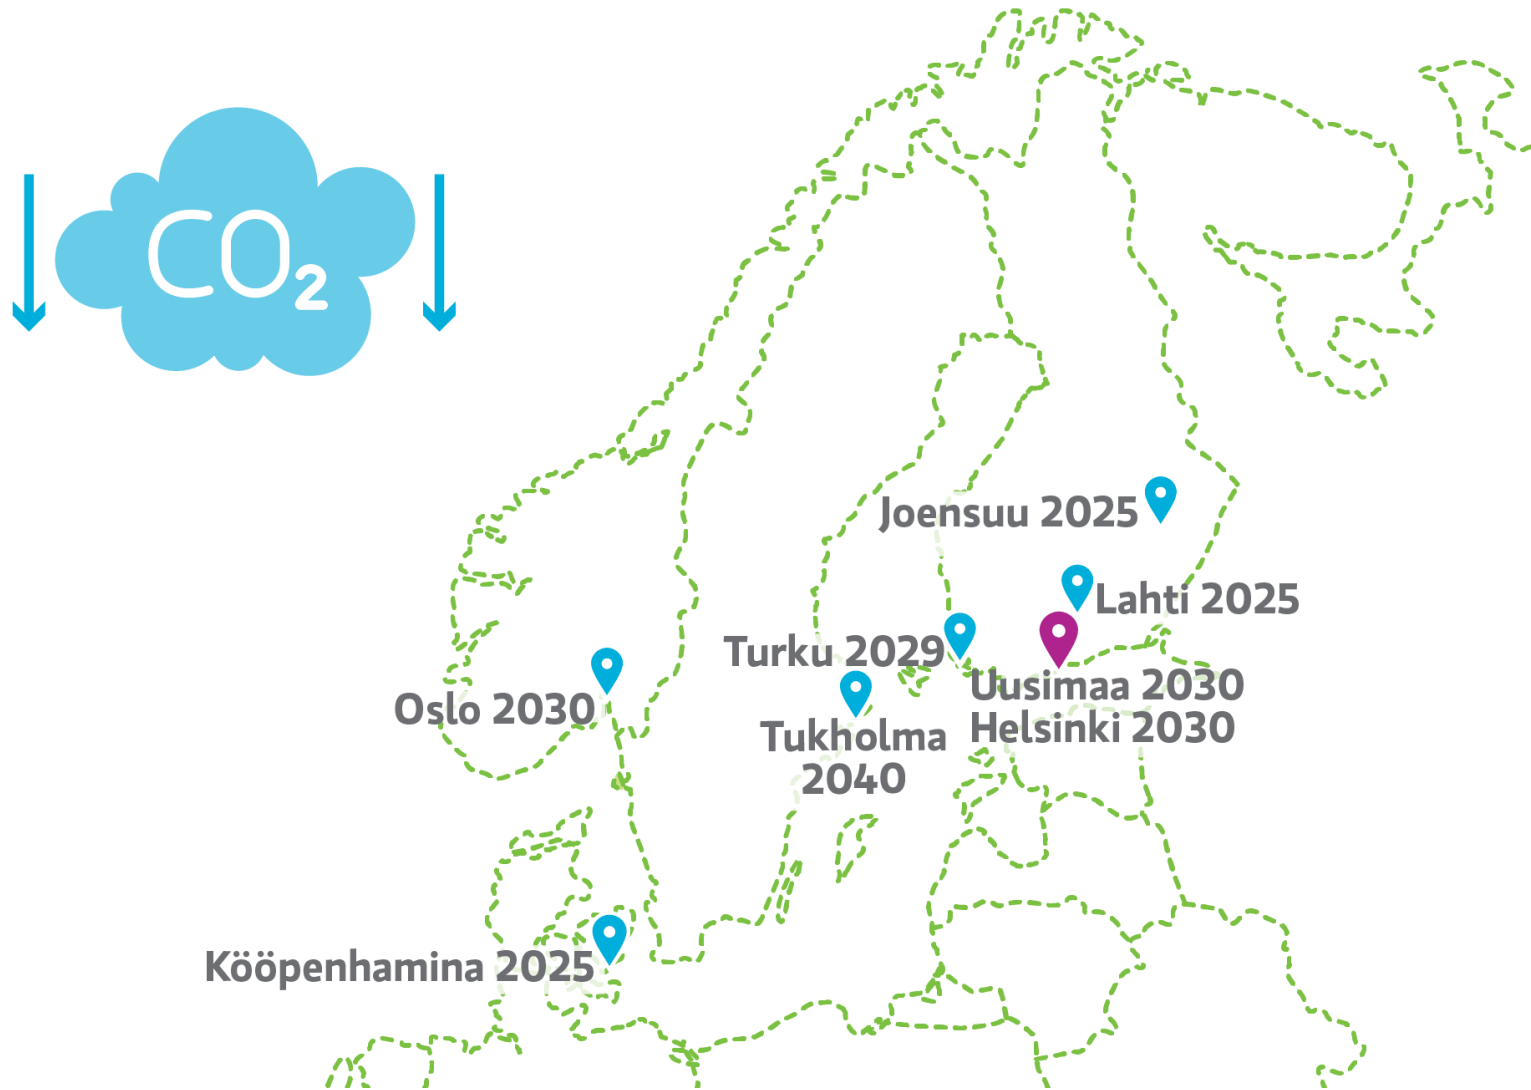 CO₂
Joensuu 2025
Lahti 2025
Turku 2029
Uusimaa 2030
Helsinki 2030
Oslo 2030
Tukholma
2040
Kööpenhamina 2025